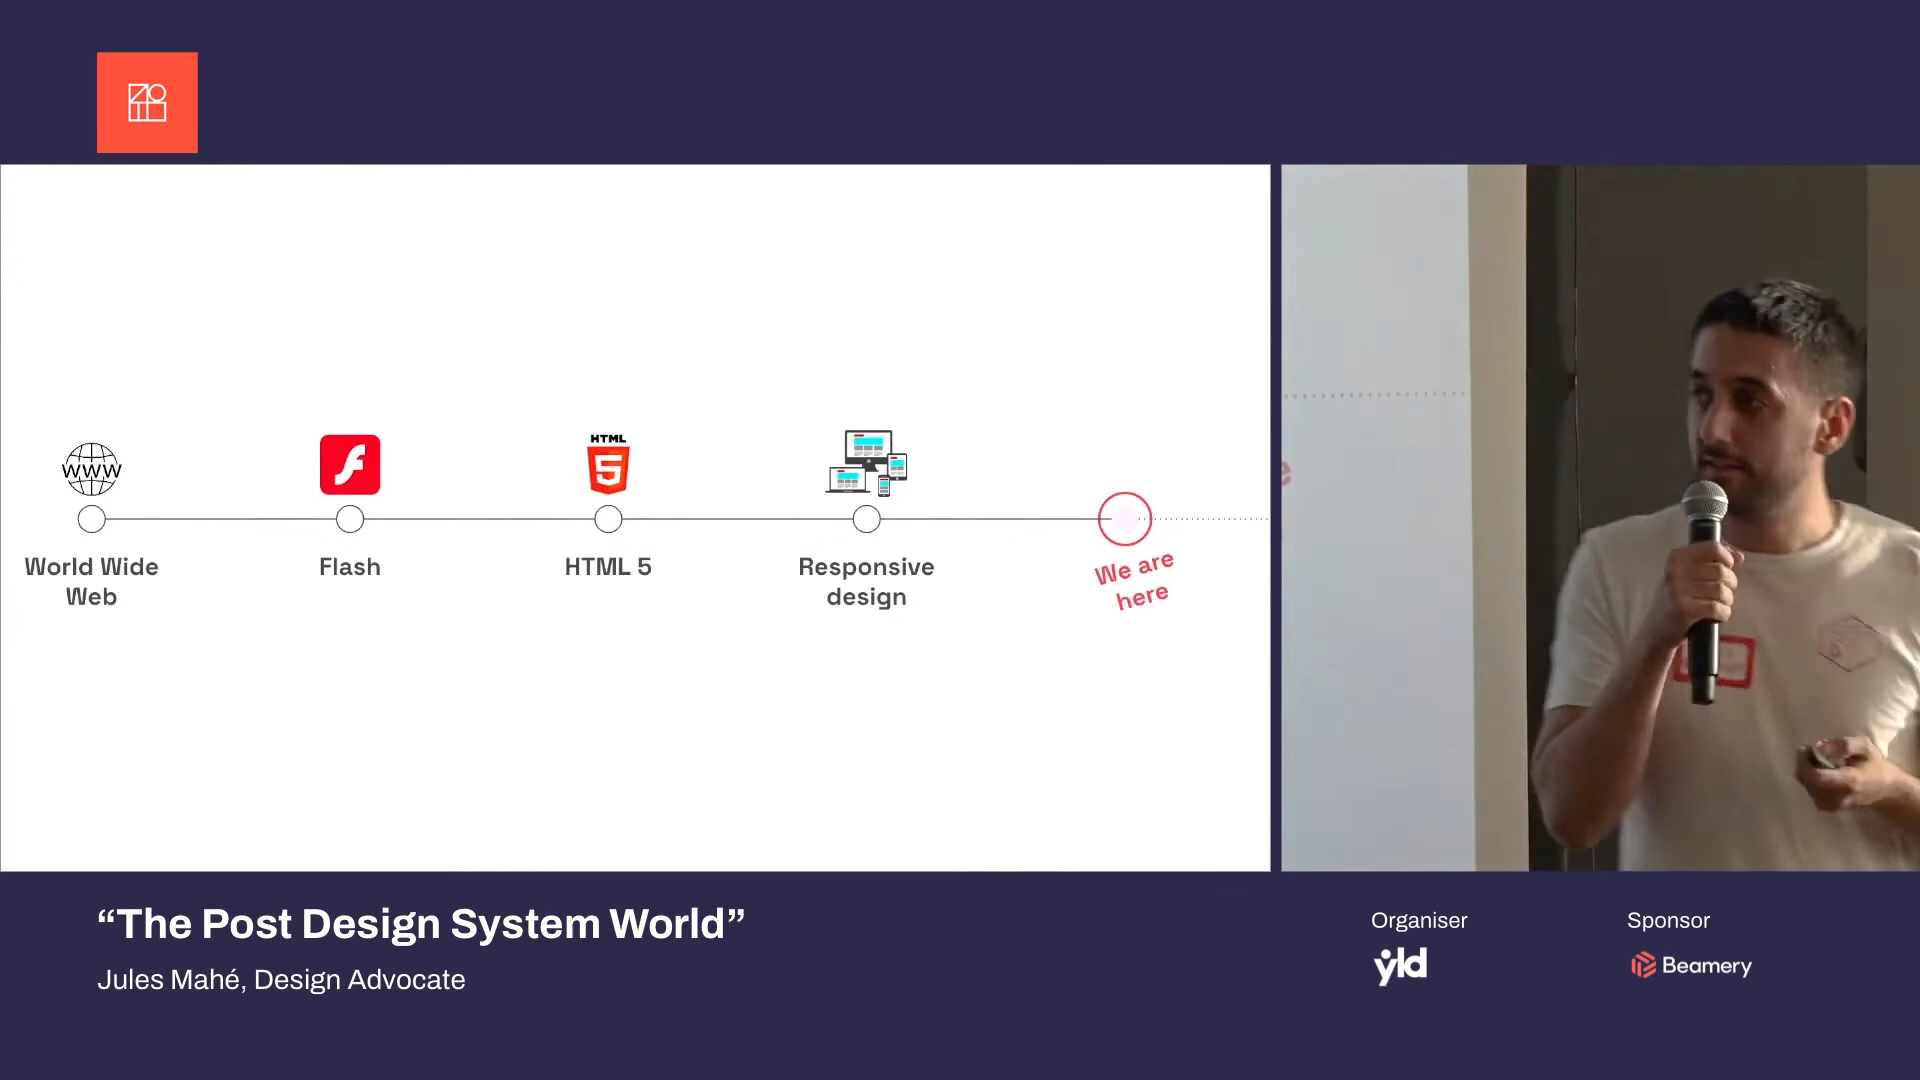 WWW
HTML
5
World Wide
Web
Flash
HTML 5
Responsive
design
We are
here
“The Post Design System World”
Jules Mahé, Design Advocate
Organiser
yld
Sponsor
Beamery